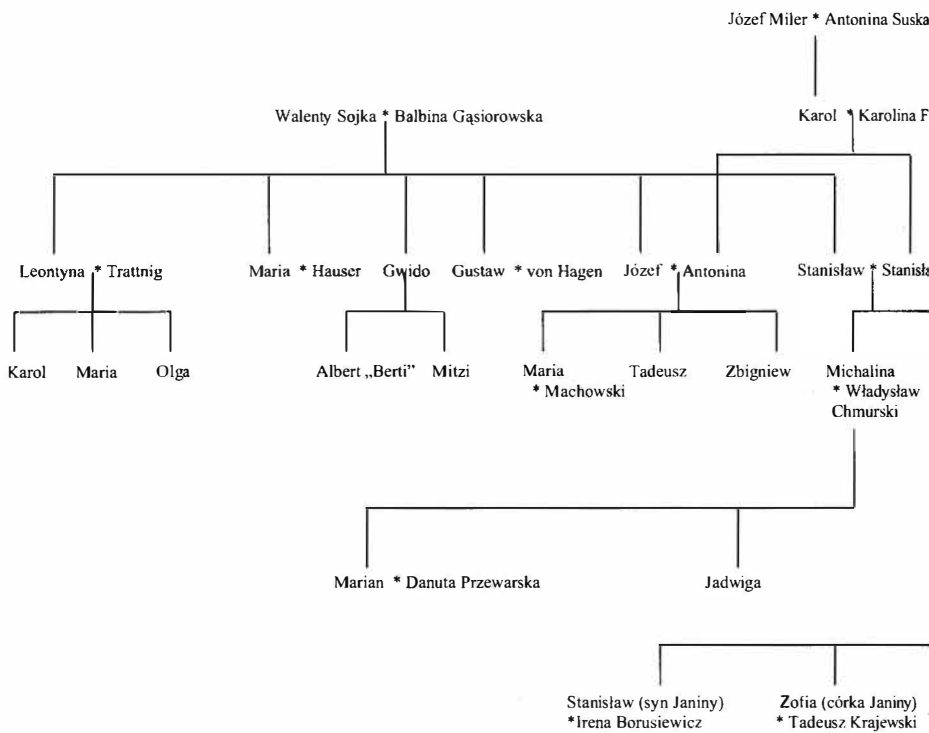 Józef Miler * Antonina Suska
Walenty Sojka * Balbina Gąsiorowska
Karol * Karolina F
Leontyna * Trattnig
Maria * Hauser
Gwido
Gustaw * von Hagen
Józef * Antonina
Stanisław * Stanisła
Karol
Maria
Olga
Albert „Berti”
Mitzi
Maria
* Machowski
Tadeusz
Zbigniew
Michalina
* Władysław
Chmurski
Marian * Danuta Przewarska
Jadwiga
Stanisław (syn Janiny)
*Irena Borusiewicz
Zofia (córka Janiny)
* Tadeusz Krajewski